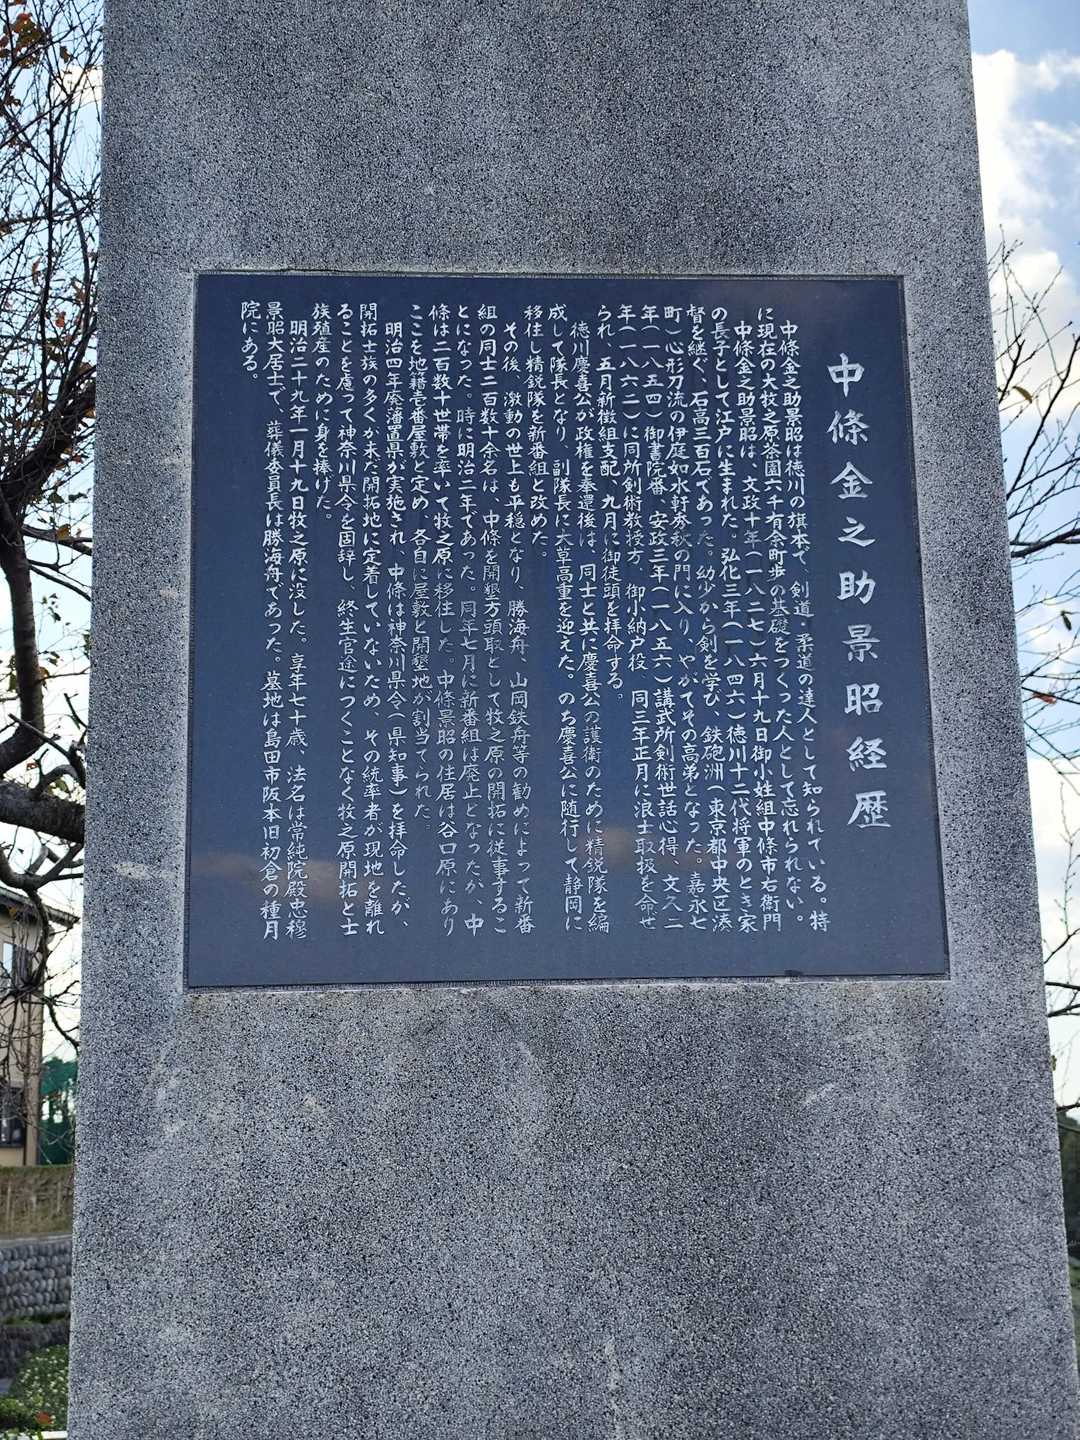 中條金之助景昭経歴
中條金之助景昭は徳川の旗本で、剣道・柔道の達人として知られている。特
に現在の大牧之原茶園六千有余町歩の基礎をつくった人として忘れられない。
中條金之助景昭は、文政十年(一八二七)六月十九日御小姓組中條市右衛門
の長子として江戸に生まれた。弘化三年(一八四六)徳川十二代将軍のとき家
督を継ぐ、石高三百石であった。幼少から剣を学び、鉄砲洲(東京都中央区湊
町)心形刀流の伊庭如水軒秀秋の門に入り、やがてその高弟となった。嘉永七
年(一八五四)御書院番、安政三年(一八五六)講武所剣術世話心得、文久二
年(一八六二)に同所剣術教授方、御小納戸役、同三年正月に浪士取扱を命せ
られ、五月新徴組支配、九月に御徒頭を拝命する。
徳川慶喜公が政権を奉還後は、同士と共に慶喜公の護衛のために精鋭隊を編
成して隊長となり、副隊長に大草高重を迎えた。のち慶喜公に随行して静岡に
移住し精鋭隊を新番組と改めた。
その後、激動の世上も平穏となり、勝海舟、山岡鉄舟等の勧めによって新番
組の同士二百数十余名は、中條を開墾方頭取として牧之原の開拓に従事するこ
とになった。時に明治二年であった。同年七月に新番組は廃止となったが、中
條は二百数十世帯を率いて牧之原に移住した。中條景昭の住居は谷口原にあり
ここを地籍壱番屋敷と定め、各自に屋敷と開墾地が割当てられた。
明治四年廃藩置県が実施され、中條は神奈川県令(県知事)を拝命したが、
開拓士族の多くが未だ開拓地に定着していないため、その統率者が現地を離れ
ることを慮って神奈川県令を固辞し、終生官途につくことなく牧之原開拓と士
族殖産のために身を捧げた。
明治二十九年一月十九日牧之原に没した。享年七十歳、法名は常純院殿忠穆
景昭大居士で、葬儀委員長は勝海舟であった。墓地は島田市阪本旧初倉の種月
院にある。